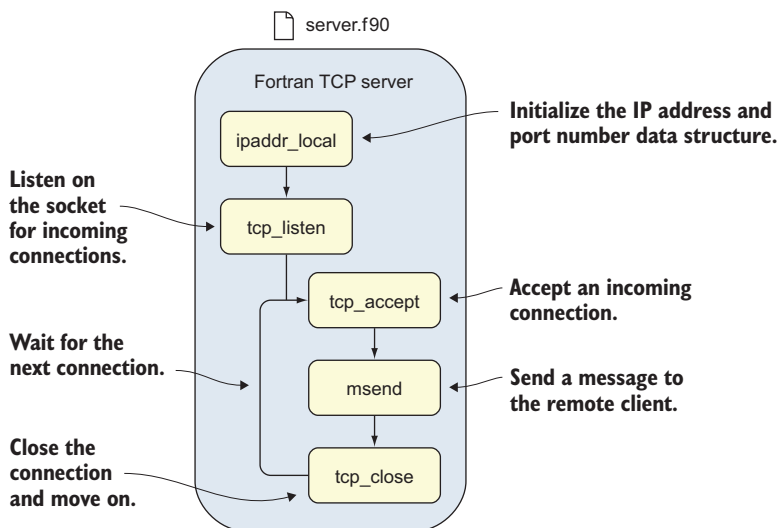 server.f90
Fortran TCP server
ipaddr_local
Initialize the IP address and
port number data structure.
Listen on
the socket
for incoming
connections.
tcp_listen
tcp_accept
Accept an incoming
connection.
Wait for the
next connection.
msend
Send a message to
the remote client.
Close the
connection
and move on.
tcp_close